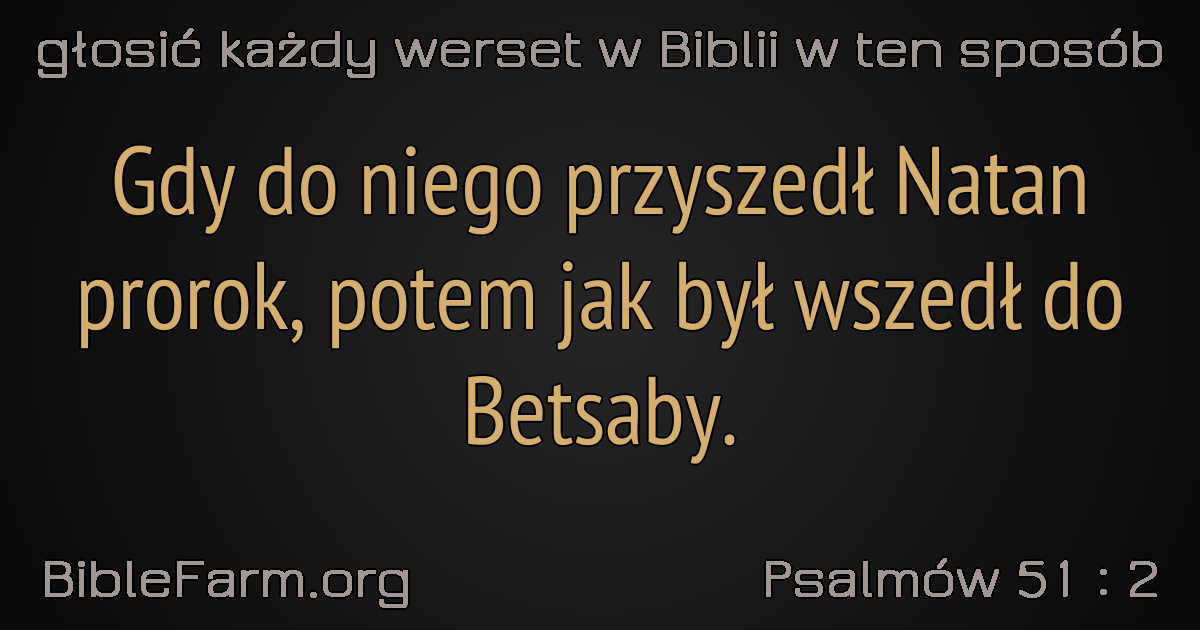 głosić każdy werset w Biblii w ten sposób
Gdy do niego przyszedł Natan
prorok, potem jak był wszedł do
Betsaby.
BibleFarm.org
Psalmów 51 : 2